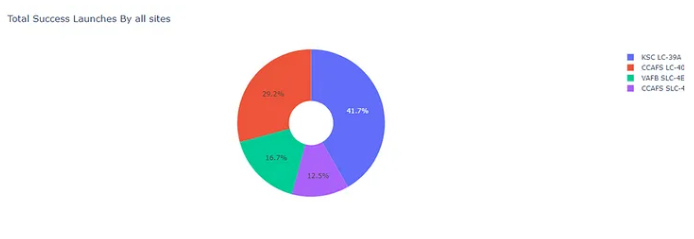 Total Success Launches By all sites
KSC LC-39A
CCAFS LC-40
VAFB SLC-4E
CCAFS SLC-4
29.2%
41.7%
16.7%
12.5%